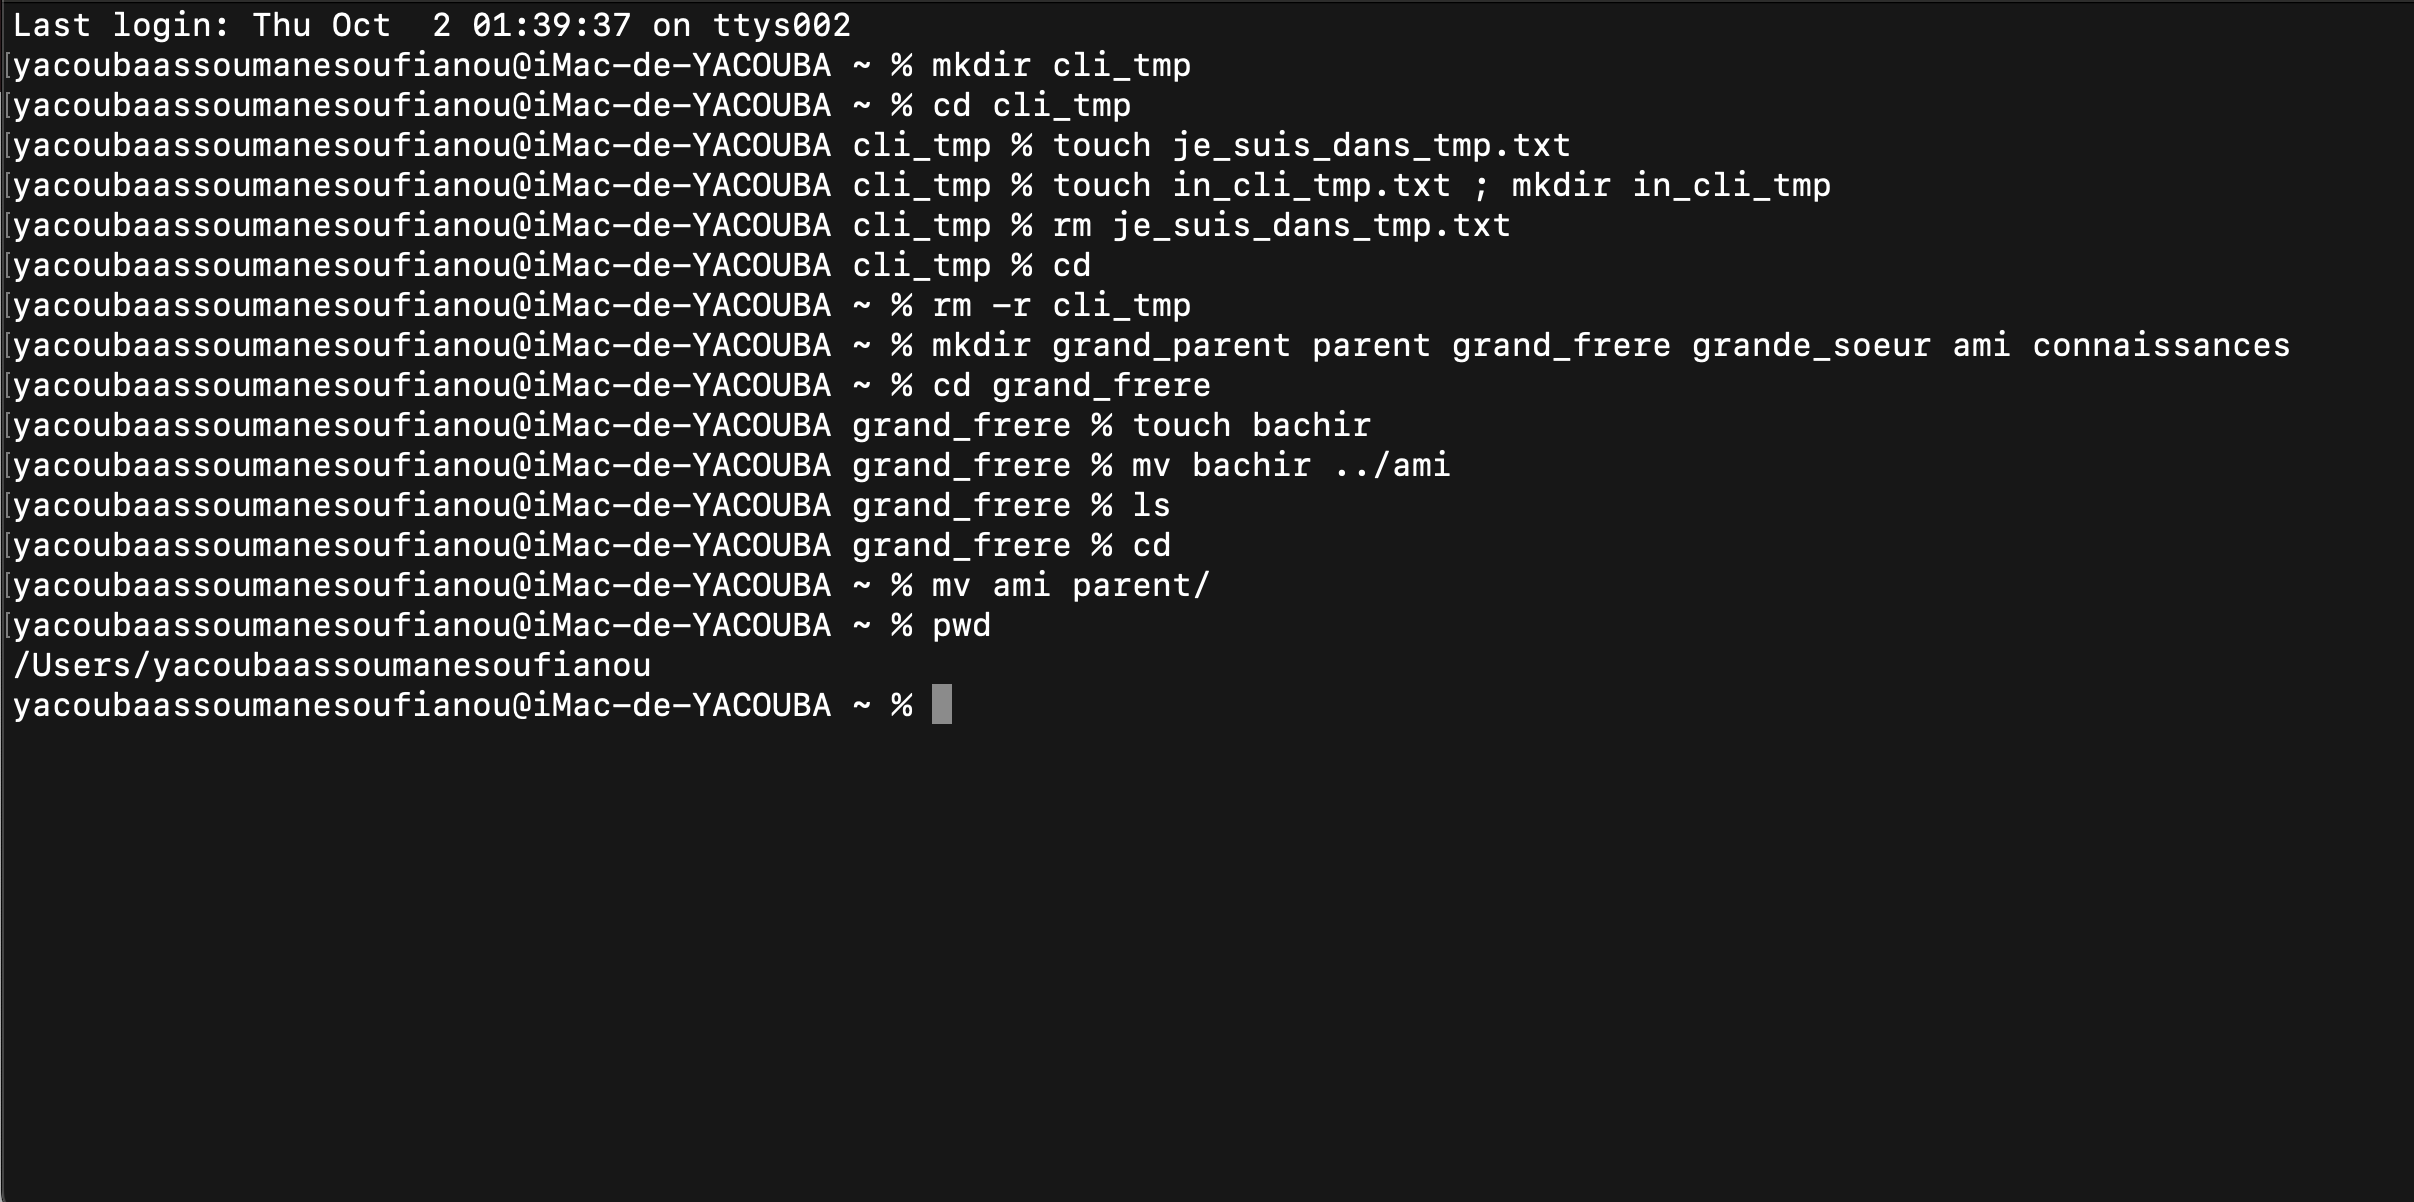 Last login: Thu Oct  2 01:39:37 on ttys002
[yacoubaassoumanesoufianou@iMac-de-YACOUBA ~ % mkdir cli_tmp
[yacoubaassoumanesoufianou@iMac-de-YACOUBA ~ % cd cli_tmp
[yacoubaassoumanesoufianou@iMac-de-YACOUBA cli_tmp % touch je_suis_dans_tmp.txt
[yacoubaassoumanesoufianou@iMac-de-YACOUBA cli_tmp % touch in_cli_tmp.txt ; mkdir in_cli_tmp
[yacoubaassoumanesoufianou@iMac-de-YACOUBA cli_tmp % rm je_suis_dans_tmp.txt
[yacoubaassoumanesoufianou@iMac-de-YACOUBA cli_tmp % cd
[yacoubaassoumanesoufianou@iMac-de-YACOUBA ~ % rm -r cli_tmp
[yacoubaassoumanesoufianou@iMac-de-YACOUBA ~ % mkdir grand_parent parent grand_frere grande_soeur ami connaissances
[yacoubaassoumanesoufianou@iMac-de-YACOUBA ~ % cd grand_frere
[yacoubaassoumanesoufianou@iMac-de-YACOUBA grand_frere % touch bachir
[yacoubaassoumanesoufianou@iMac-de-YACOUBA grand_frere % mv bachir ../ami
[yacoubaassoumanesoufianou@iMac-de-YACOUBA grand_frere % ls
[yacoubaassoumanesoufianou@iMac-de-YACOUBA grand_frere % cd
[yacoubaassoumanesoufianou@iMac-de-YACOUBA ~ % mv ami parent/
[yacoubaassoumanesoufianou@iMac-de-YACOUBA ~ % pwd
/Users/yacoubaassoumanesoufianou
yacoubaassoumanesoufianou@iMac-de-YACOUBA ~ %